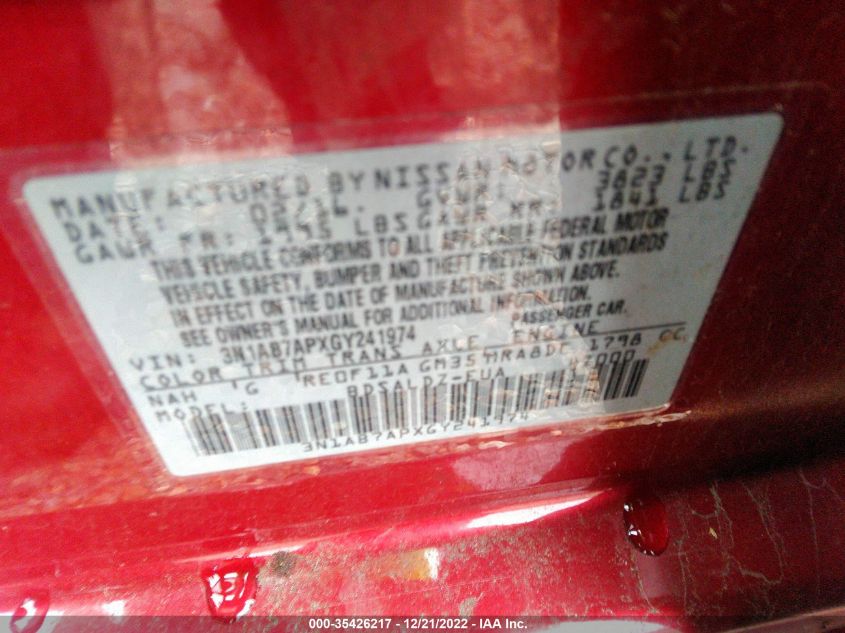 MANUFACTURED BY NISSAN MOTOR CO., LTD.
DATE: 02/16. GVWR: 3823 LBS
GAWR FR: 1995 LBS GAWR RR: 1841 LBS
THIS VEHICLE CONFORMS TO ALL APPLICABLE FEDERAL MOTOR
VEHICLE SAFETY, BUMPER AND THEFT PREVENTION STANDARDS
IN EFFECT ON THE DATE OF MANUFACTURE SHOWN ABOVE.
SEE OWNER'S MANUAL FOR ADDITIONAL INFORMATION.
VIN: 3N1AB7APXGY241974 PASSENGER CAR.
COLOR TRIM TRANS AXLE ENGINE
NAH G RE0F11A GM35 MRA8DE 1798 CC
MODEL: BDSALDZ-EUA
3N1AB7APXGY241974
000-35426217 - 12/21/2022 - IAA Inc.